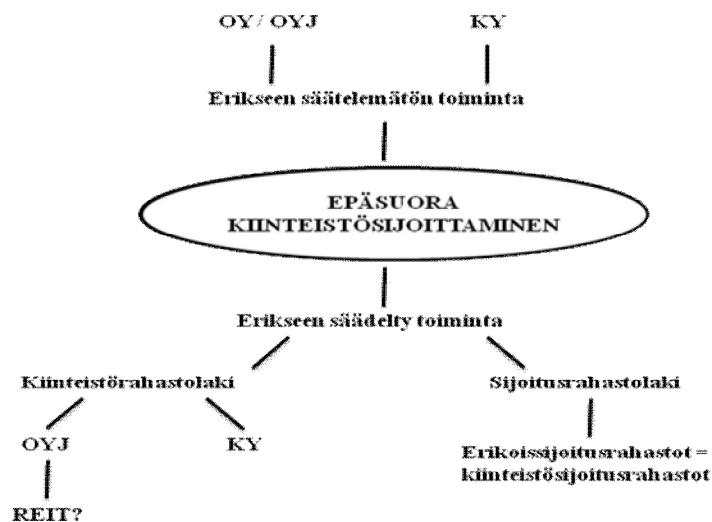 OY / OYJ KY
Erikseen säätelemätön toiminta
EPÄSUORA
KIINTEISTÖSIJOITTAMINEN
Erikseen säädelty toiminta
Kiinteistörahastolaki Sijoitusrahastolaki
OYJ KY
Erikoissijoitusrahastot =
kiinteistösijoitusrahastot
REIT?